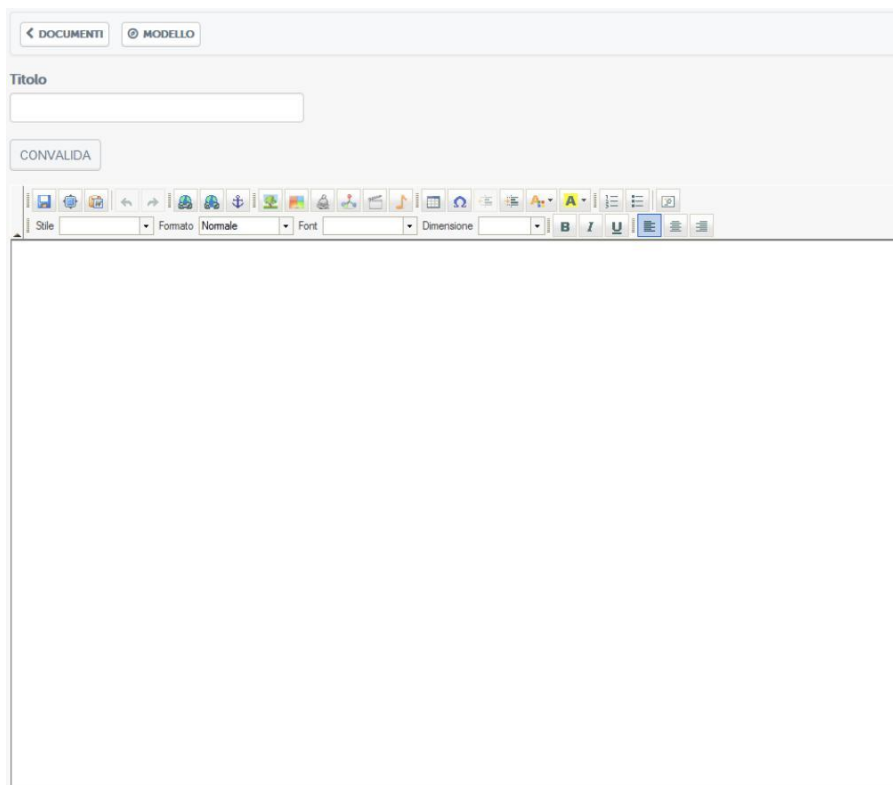 DOCUMENTI MODELLO
Titolo
CONVALIDA
Stile Formato Normale Font Dimensione B I U